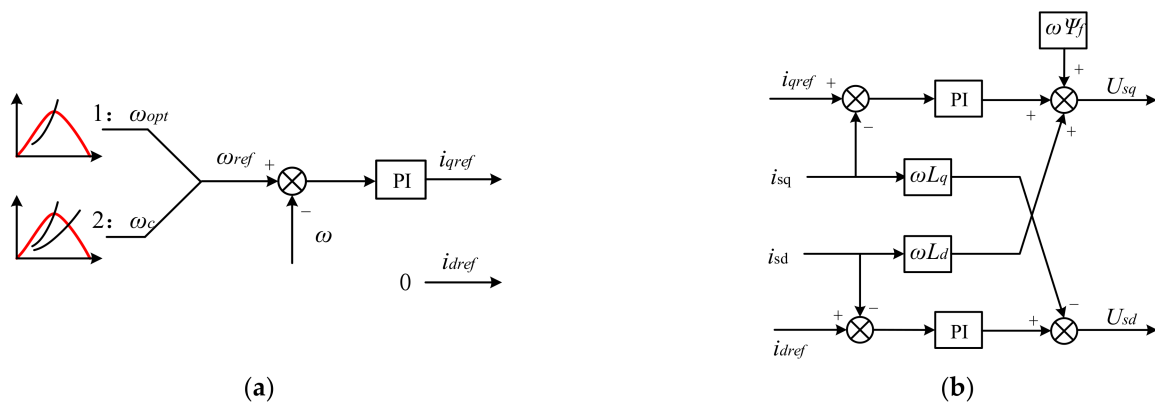 1: ωopt
2: ωc
ωref
+
−
ω
PI
iqref
0
idref
(a)
ωΨf
+
iqref
+
−
PI
+
+
Usq
isq
ωLq
isd
ωLd
−
+
idref
PI
+
−
Usd
(b)